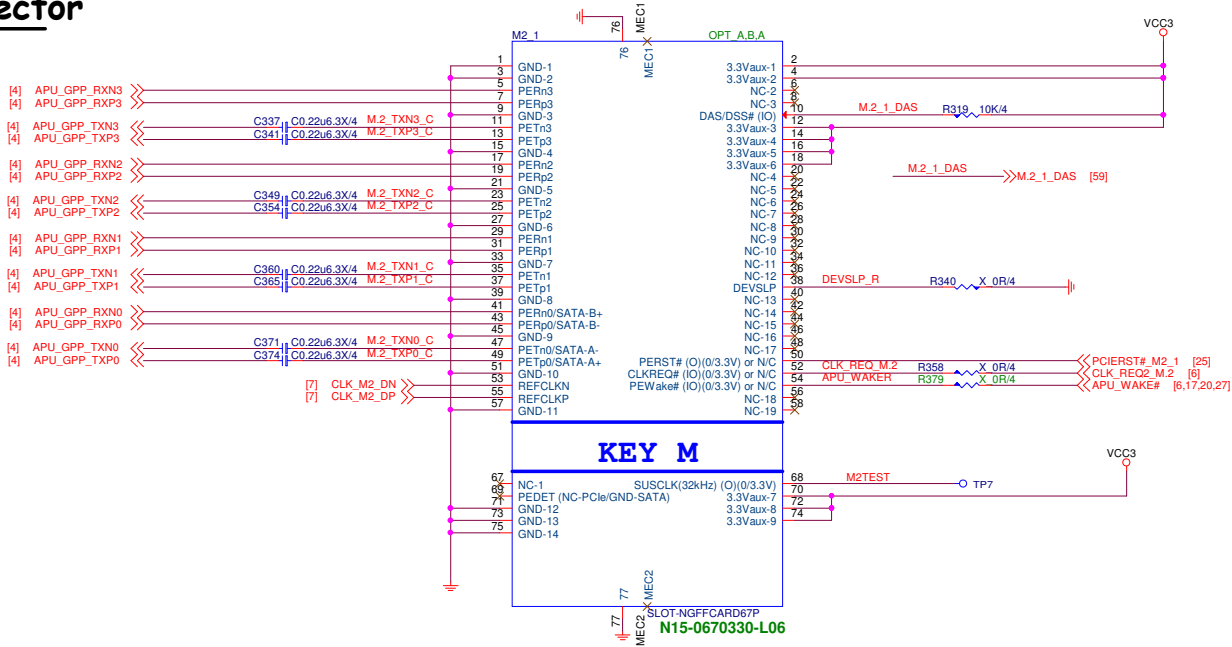 ector
M2_1
OPT_A,B,A
VCC3
76
76
MEC1
MEC1
1 GND-1 3.3Vaux-1 2
3 GND-2 3.3Vaux-2 4
[4] APU_GPP_RXN3 5 PERn3 NC-2 6
[4] APU_GPP_RXP3 7 PERp3 NC-3 8
9 GND-3 DAS/DSS# (IO) 10 M.2_1_DAS R319 10K/4
[4] APU_GPP_TXN3 C337 C0.22u6.3X/4 M.2_TXN3_C 11 PETn3 3.3Vaux-3 12
[4] APU_GPP_TXP3 C341 C0.22u6.3X/4 M.2_TXP3_C 13 PETp3 3.3Vaux-4 14
15 GND-4 3.3Vaux-5 16
[4] APU_GPP_RXN2 17 PERn2 3.3Vaux-6 18
[4] APU_GPP_RXP2 19 PERp2 NC-4 20 M.2_1_DAS M.2_1_DAS [59]
21 GND-5 NC-5 22
[4] APU_GPP_TXN2 C349 C0.22u6.3X/4 M.2_TXN2_C 23 PETn2 NC-6 24
[4] APU_GPP_TXP2 C354 C0.22u6.3X/4 M.2_TXP2_C 25 PETp2 NC-7 26
27 GND-6 NC-8 28
[4] APU_GPP_RXN1 29 PERn1 NC-9 30
[4] APU_GPP_RXP1 31 PERp1 NC-10 32
33 GND-7 NC-11 34
[4] APU_GPP_TXN1 C360 C0.22u6.3X/4 M.2_TXN1_C 35 PETn1 NC-12 36
[4] APU_GPP_TXP1 C365 C0.22u6.3X/4 M.2_TXP1_C 37 PETp1 DEVSLP 38 DEVSLP_R R340 X_0R/4
39 GND-8 NC-13 40
[4] APU_GPP_RXN0 41 PERn0/SATA-B+ NC-14 42
[4] APU_GPP_RXP0 43 PERp0/SATA-B- NC-15 44
45 GND-9 NC-16 46
[4] APU_GPP_TXN0 C371 C0.22u6.3X/4 M.2_TXN0_C 47 PETn0/SATA-A- NC-17 48
[4] APU_GPP_TXP0 C374 C0.22u6.3X/4 M.2_TXP0_C 49 PETp0/SATA-A+ PERST# (O)(0/3.3V) or N/C 50 PCIERST#_M2_1 [25]
51 GND-10 CLKREQ# (IO)(0/3.3V) or N/C 52 CLK_REQ_M.2 R358 X_0R/4 CLK_REQ2_M.2 [6]
[7] CLK_M2_DN 53 REFCLKN PEWake# (IO)(0/3.3V) or N/C 54 APU_WAKER R379 X_0R/4 APU_WAKE# [6,17,20,27]
[7] CLK_M2_DP 55 REFCLKP NC-18 56
57 GND-11 NC-19 58
KEY M
VCC3
67 NC-1 SUSCLK(32kHz) (O)(0/3.3V) 68 M2TEST TP7
69 PEDET (NC-PCIe/GND-SATA) 3.3Vaux-7 70
71 GND-12 3.3Vaux-8 72
73 GND-13 3.3Vaux-9 74
75 GND-14
77
77
MEC2
MEC2
SLOT-NGFFCARD67P
N15-0670330-L06